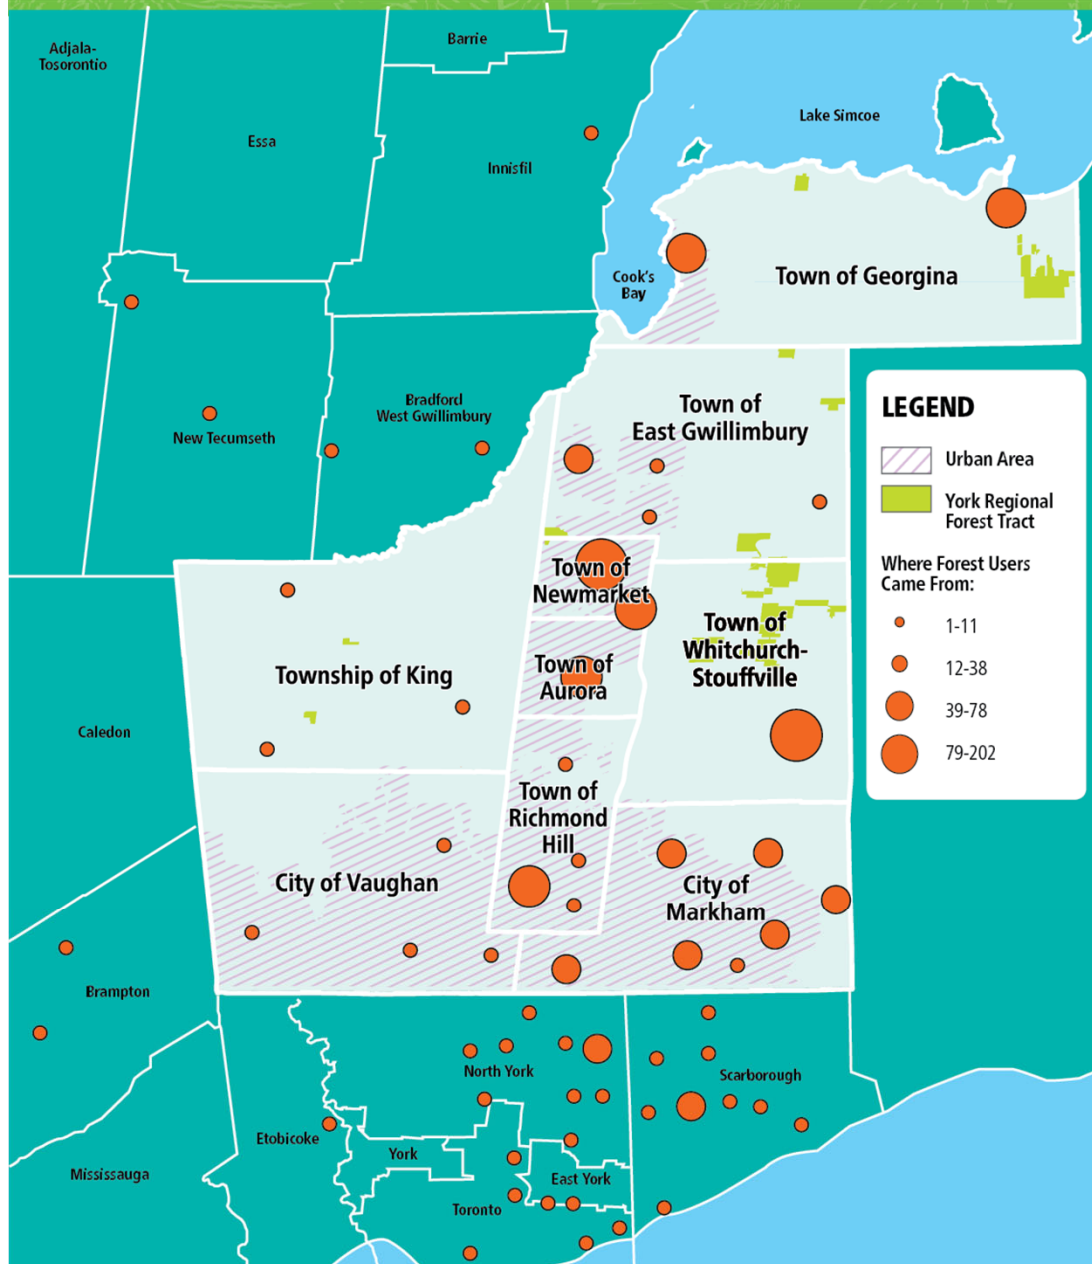 Adjala-
Tosorontio
Barrie
Essa
Innisfil
Lake Simcoe
Cook's
Bay
Town of Georgina
New Tecumseth
Bradford
West Gwillimbury
Town of
East Gwillimbury
LEGEND
Urban Area
York Regional
Forest Tract
Where Forest Users
Came From:
1-11
12-38
39-78
79-202
Town of
Newmarket
Town of
Whitchurch-
Stouffville
Township of King
Town of
Aurora
Caledon
Town of
Richmond
Hill
City of Vaughan
City of
Markham
Brampton
North York
Scarborough
Etobicoke
York
East York
Mississauga
Toronto